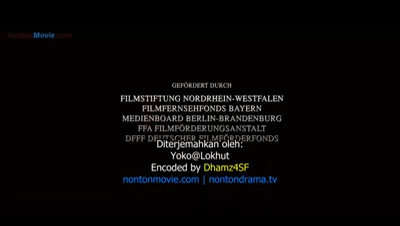 NontonMovie.com
GEFÖRDERT DURCH
FILMSTIFTUNG NORDRHEIN-WESTFALEN
FILMFERNSEHFONDS BAYERN
MEDIENBOARD BERLIN-BRANDENBURG
FFA FILMFÖRDERUNGSANSTALT
DFFF DEUTSCHER FILMFÖRDERFONDS
Diterjemahkan oleh:
Yoko@Lokhut
Encoded by Dhamz4SF
nontonmovie.com | nontondrama.tv